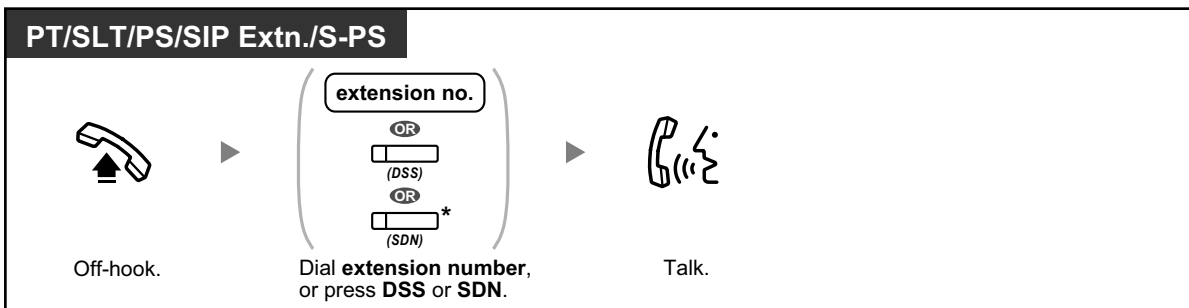 PT/SLT/PS/SIP Extn./S-PS
extension no.
OR
(DSS)
OR
*
(SDN)
Off-hook.
Dial extension number,
or press DSS or SDN.
Talk.